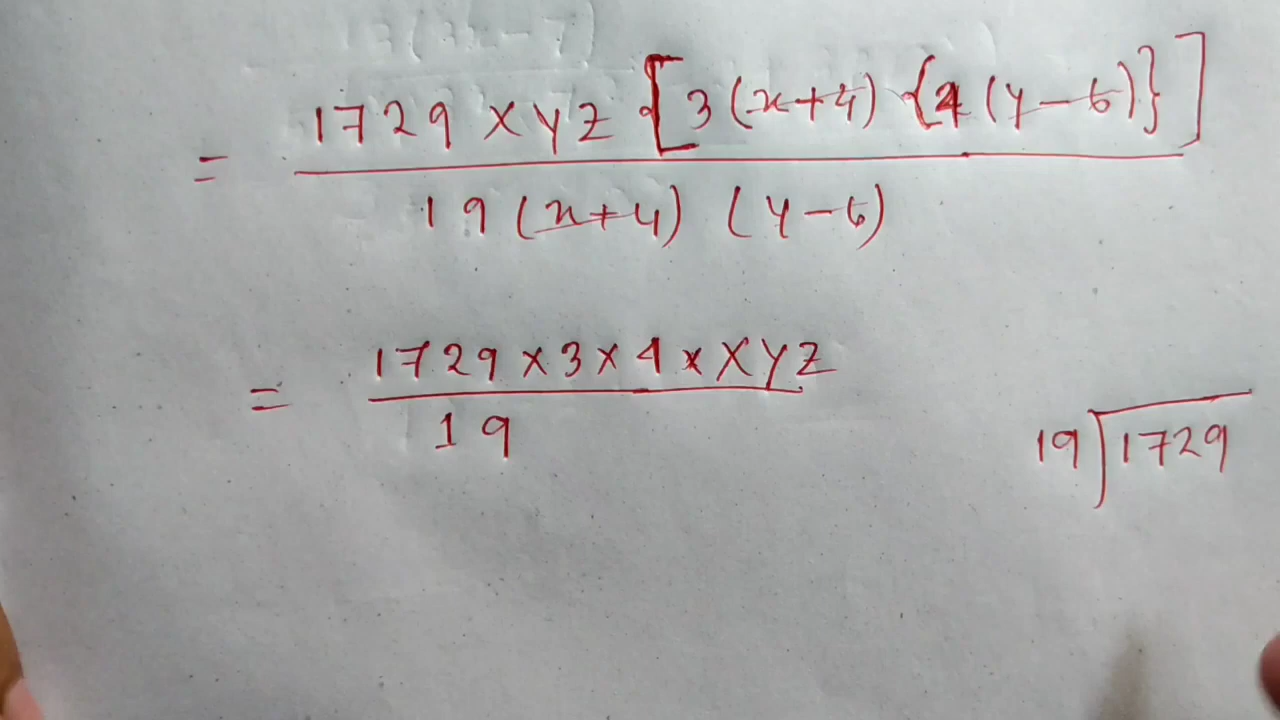 = 1729 xyz [3(x+4) {4(y-6)}]
19(x+4) (y-6)
= 1729 × 3 × 4 × xyz
19
19)1729